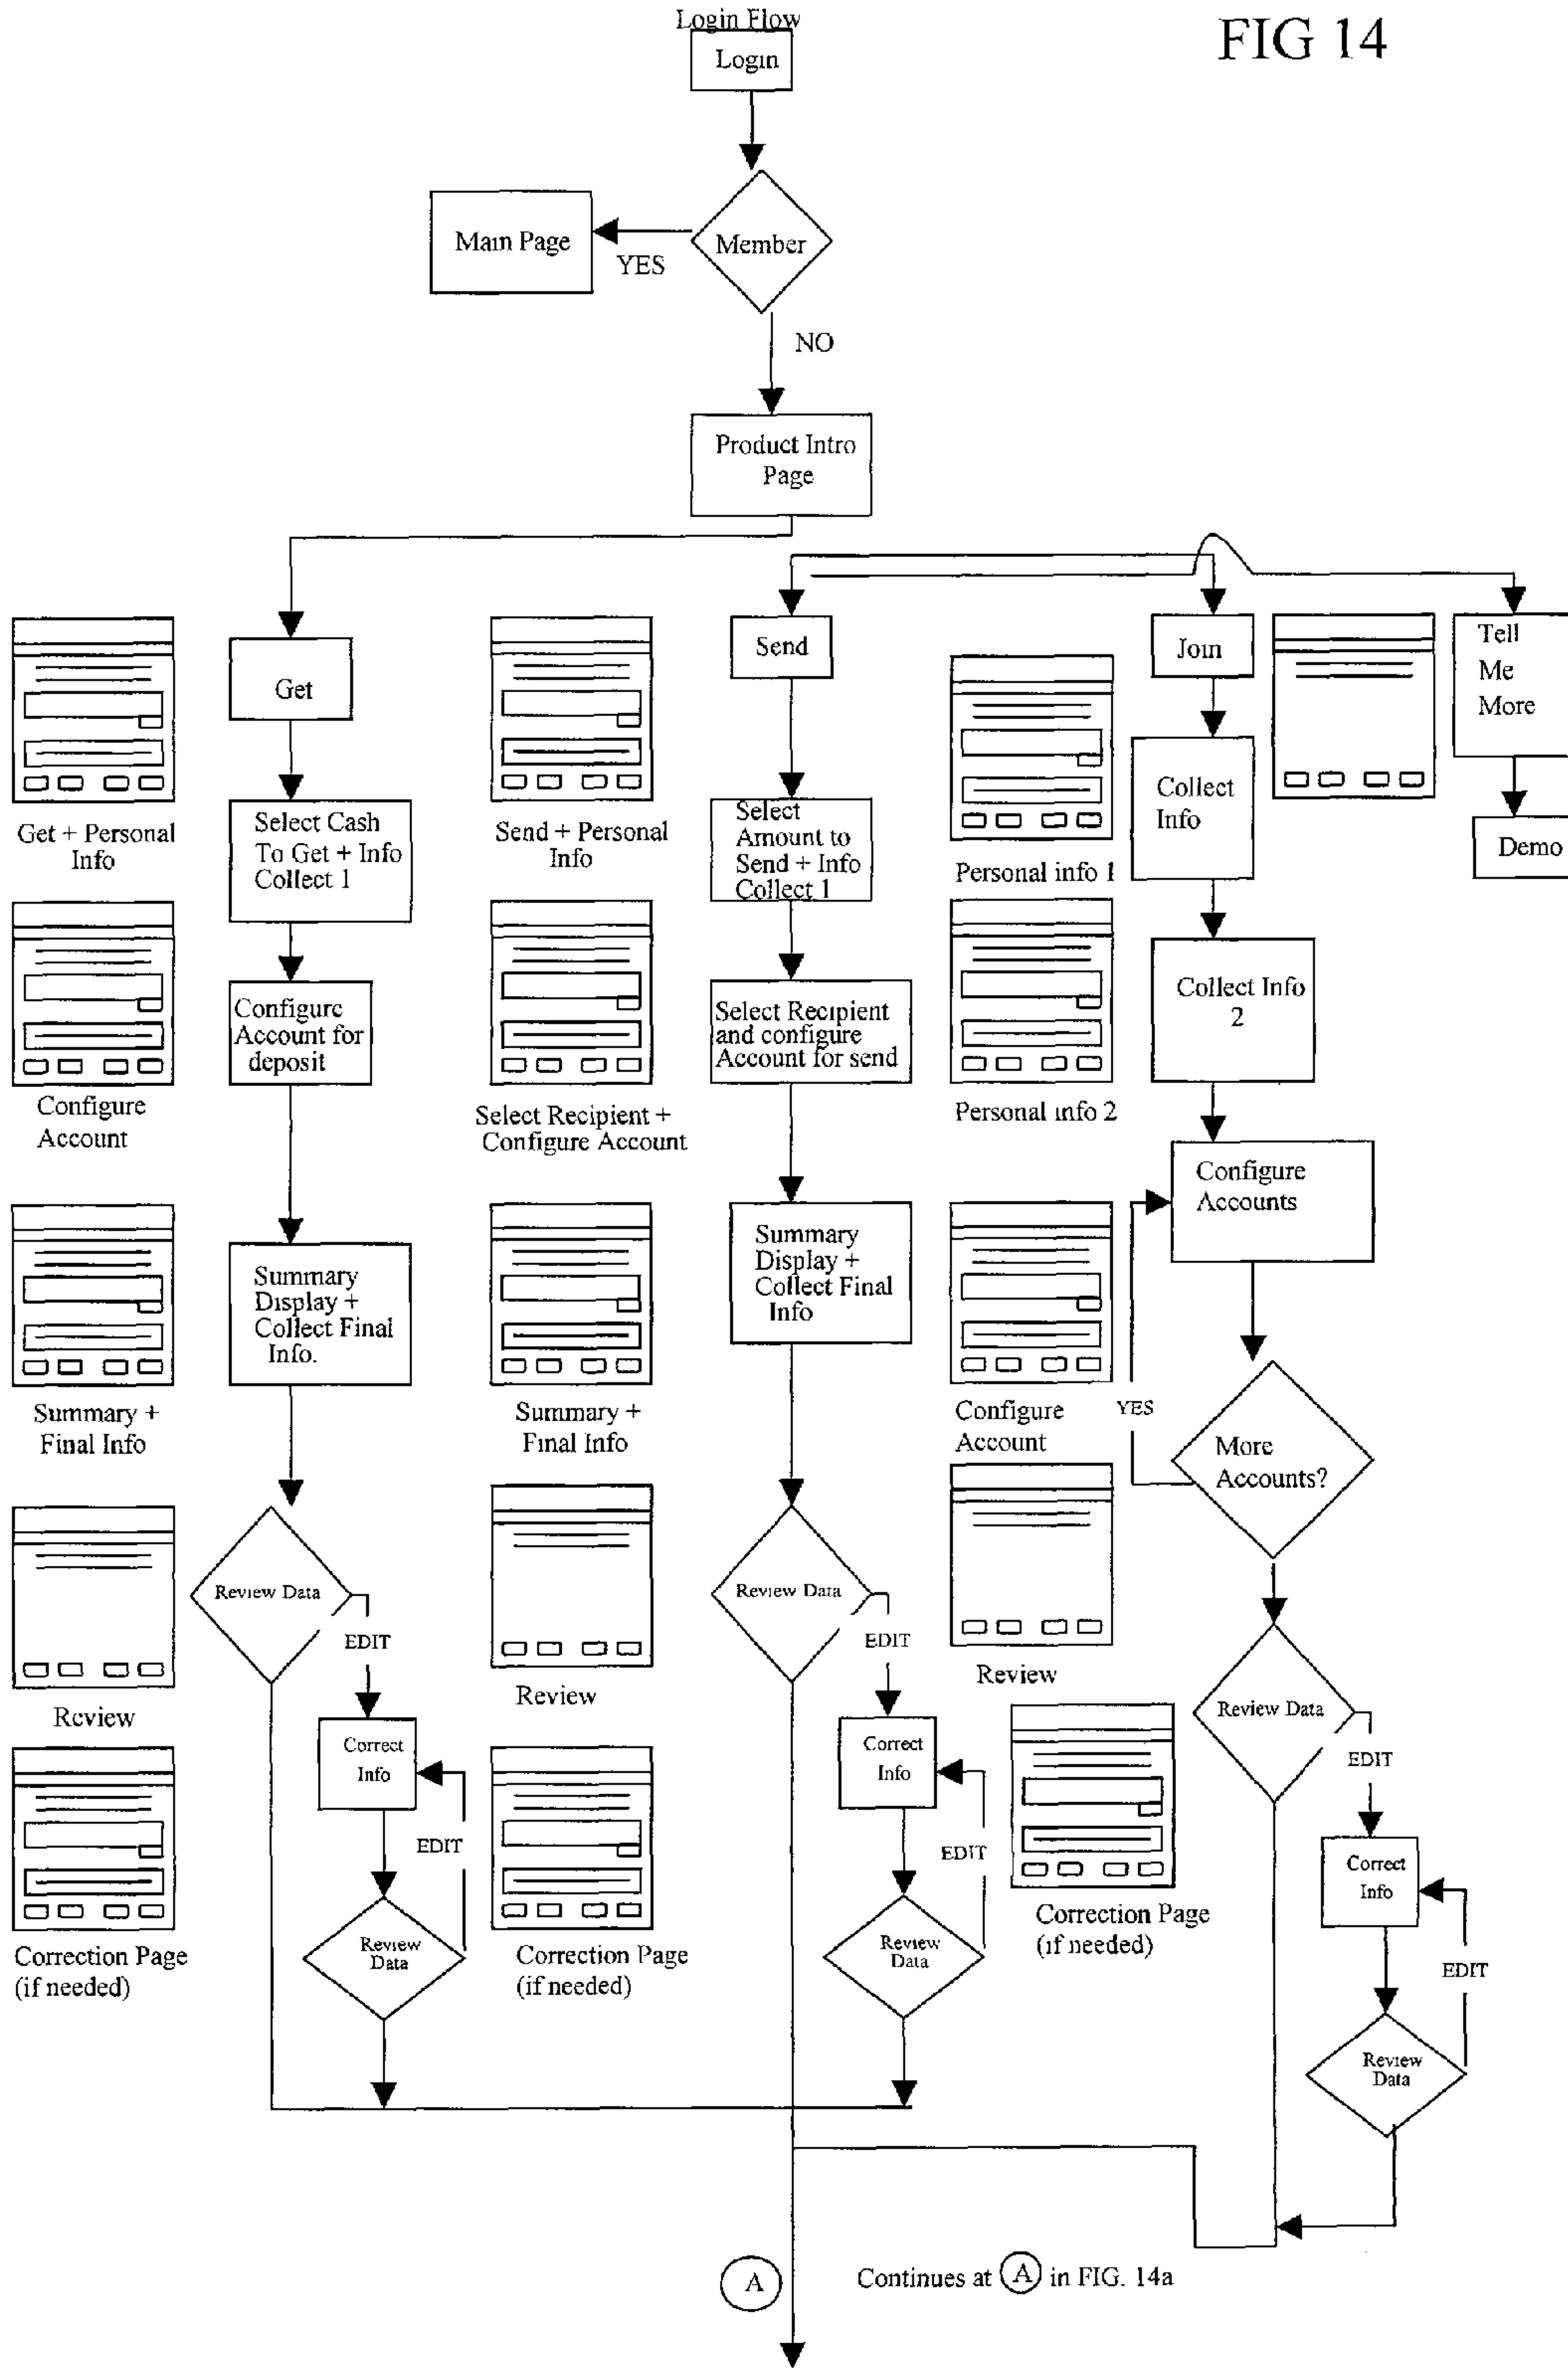 Login Flow
FIG 14
Login
Main Page
YES
Member
NO
Product Intro
Page
Get
Send
Join
Tell
Me
More
Get + Personal
Info
Select Cash
To Get + Info
Collect 1
Send + Personal
Info
Select
Amount to
Send + Info
Collect 1
Personal info 1
Collect
Info
Demo
Configure
Account
Configure
Account for
deposit
Select Recipient +
Configure Account
Select Recipient
and configure
Account for send
Personal info 2
Collect Info
2
Configure
Accounts
Summary +
Final Info
Summary
Display +
Collect Final
Info.
Summary +
Final Info
Summary
Display +
Collect Final
Info
Configure
Account
YES
More
Accounts?
Review
Review Data
EDIT
Review
Review Data
EDIT
Review
Review Data
EDIT
Correction Page
(if needed)
Correct
Info
EDIT
Review
Data
Correction Page
(if needed)
Correct
Info
EDIT
Review
Data
Correction Page
(if needed)
Correct
Info
EDIT
Review
Data
A
Continues at A in FIG. 14a